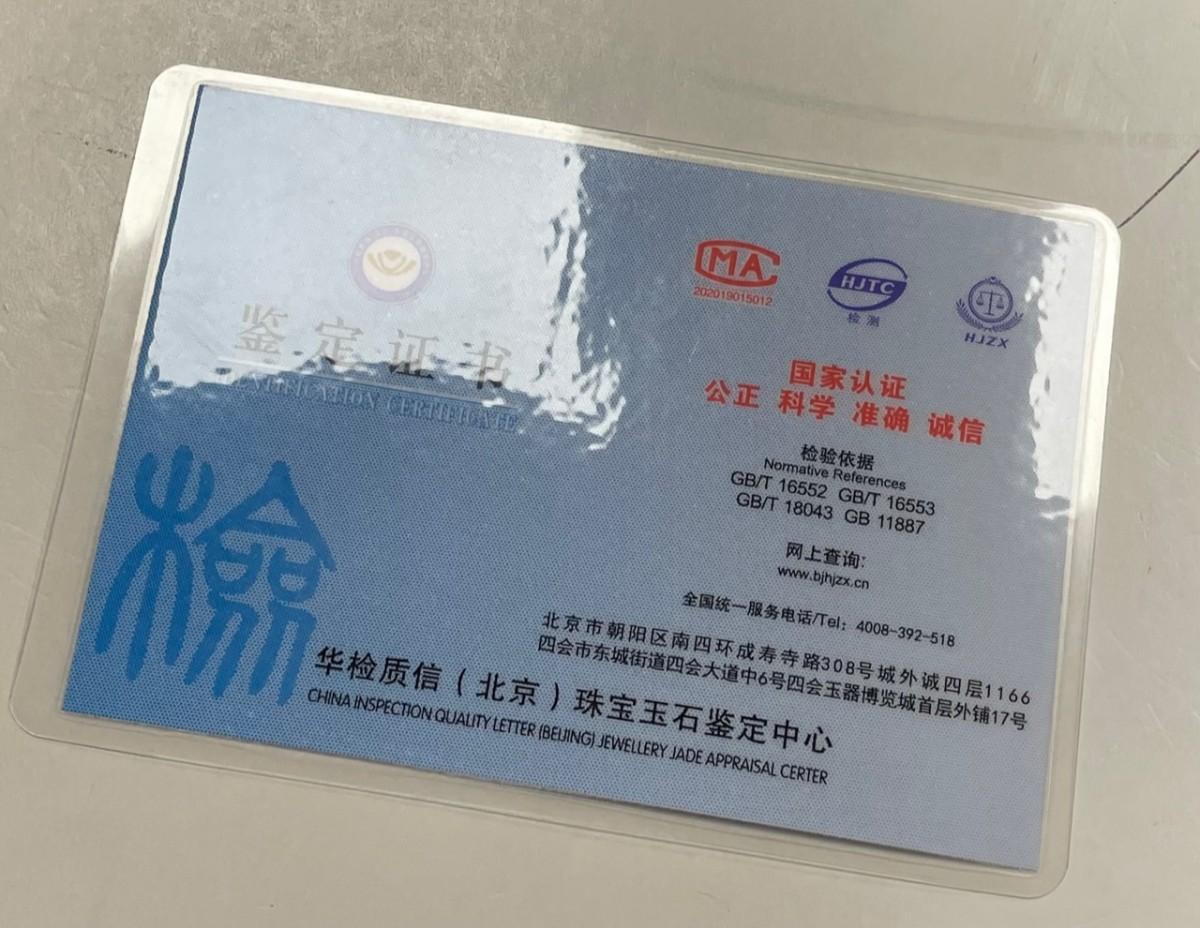 鉴定证书
IDENTIFICATION CERTIFICATE
检
CMA
202019015012
HJTC
检测
HJZX
国家认证
公正 科学 准确 诚信
检验依据
Normative References
GB/T 16552 GB/T 16553
GB/T 18043 GB 11887
网上查询:
www.bjhjzx.cn
全国统一服务电话/Tel：4008-392-518
北京市朝阳区南四环成寿寺路308号城外诚四层1166
四会市东城街道四会大道中6号四会玉器博览城首层外铺17号
华检质信（北京）珠宝玉石鉴定中心
CHINA INSPECTION QUALITY LETTER (BEIJING) JEWELLERY JADE APPRAISAL CERTER